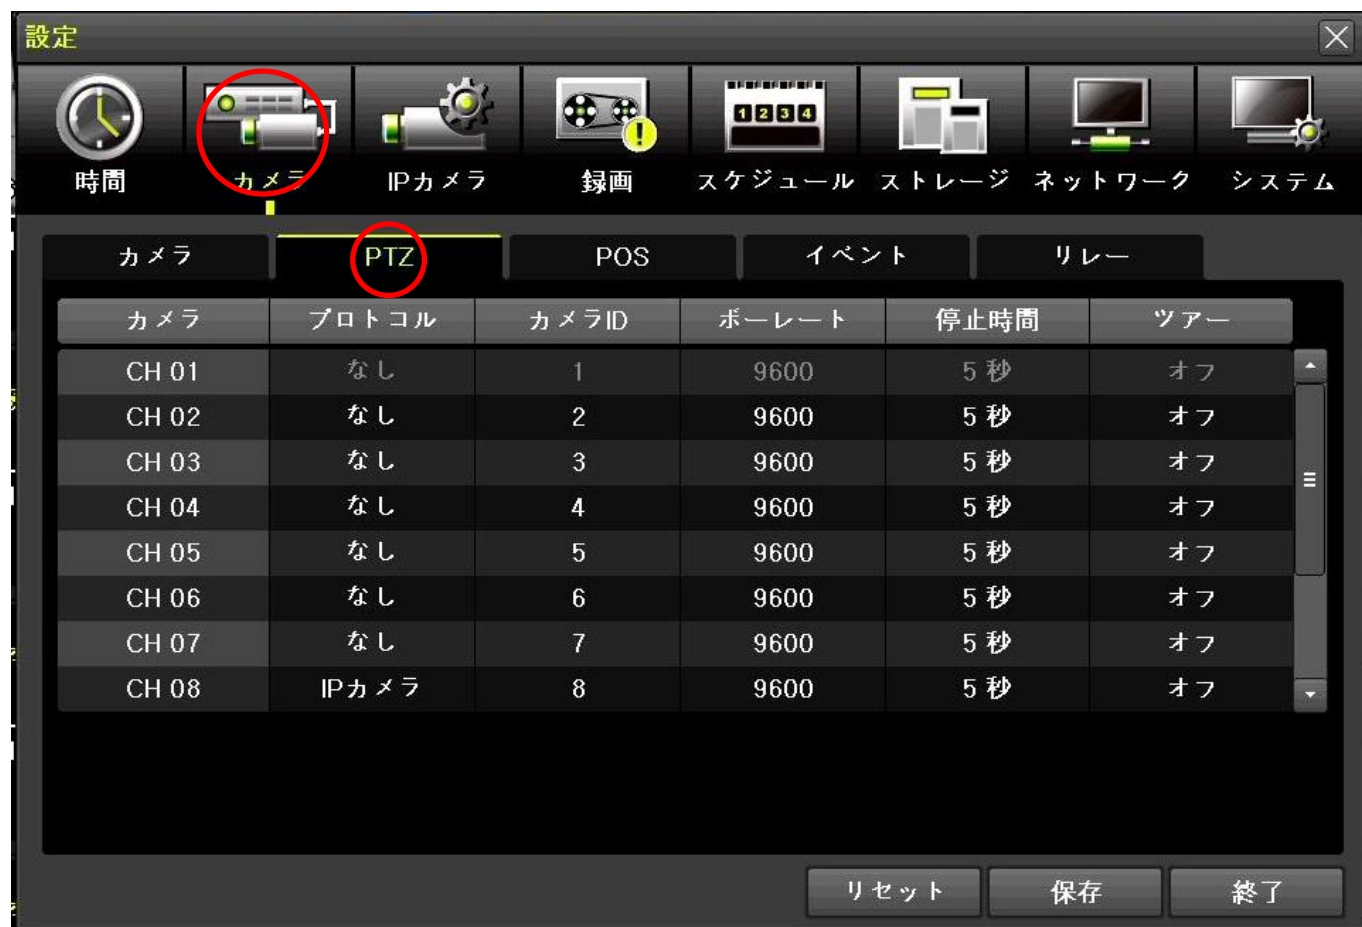 設定
時間 カメラ IPカメラ 録画 1 2 3 4 スケジュール ストレージ ネットワーク システム
カメラ PTZ POS イベント リレー
カメラ プロトコル カメラID ボーレート 停止時間 ツアー
CH 01 なし 1 9600 5 秒 オフ
CH 02 なし 2 9600 5 秒 オフ
CH 03 なし 3 9600 5 秒 オフ
CH 04 なし 4 9600 5 秒 オフ
CH 05 なし 5 9600 5 秒 オフ
CH 06 なし 6 9600 5 秒 オフ
CH 07 なし 7 9600 5 秒 オフ
CH 08 IPカメラ 8 9600 5 秒 オフ
リセット 保存 終了